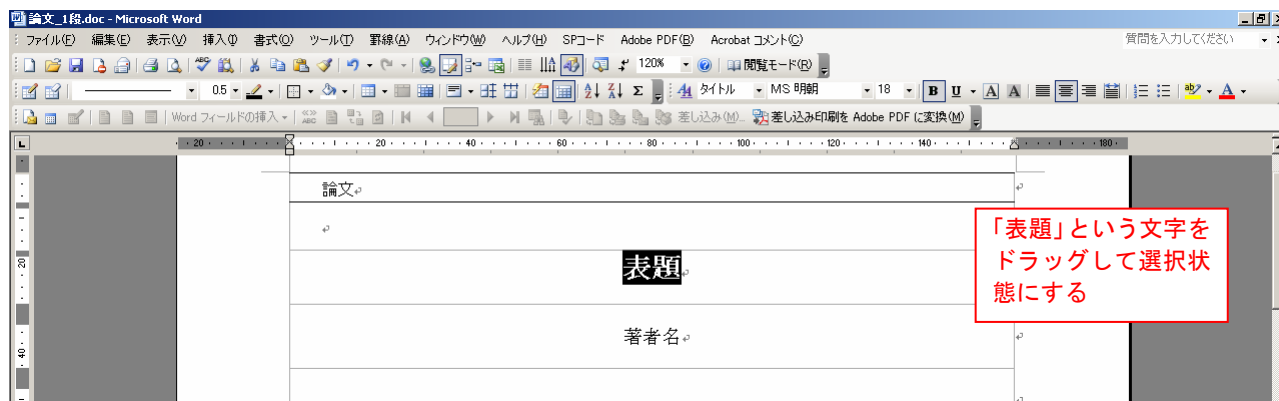 論文_1段.doc - Microsoft Word
ファイル(F) 編集(E) 表示(V) 挿入(I) 書式(O) ツール(T) 罫線(A) ウィンドウ(W) ヘルプ(H) SPコード Adobe PDF(B) Acrobat コメント(C) 質問を入力してください
120% 閲覧モード(R)
0.5 タイトル MS 明朝 18 B U A A A
Word フィールドの挿入 差し込み(M)... 差し込み印刷を Adobe PDF に変換(M)
20 20 40 60 80 100 120 140 180
論文
表題
著者名
20
40
「表題」という文字を
ドラッグして選択状
態にする